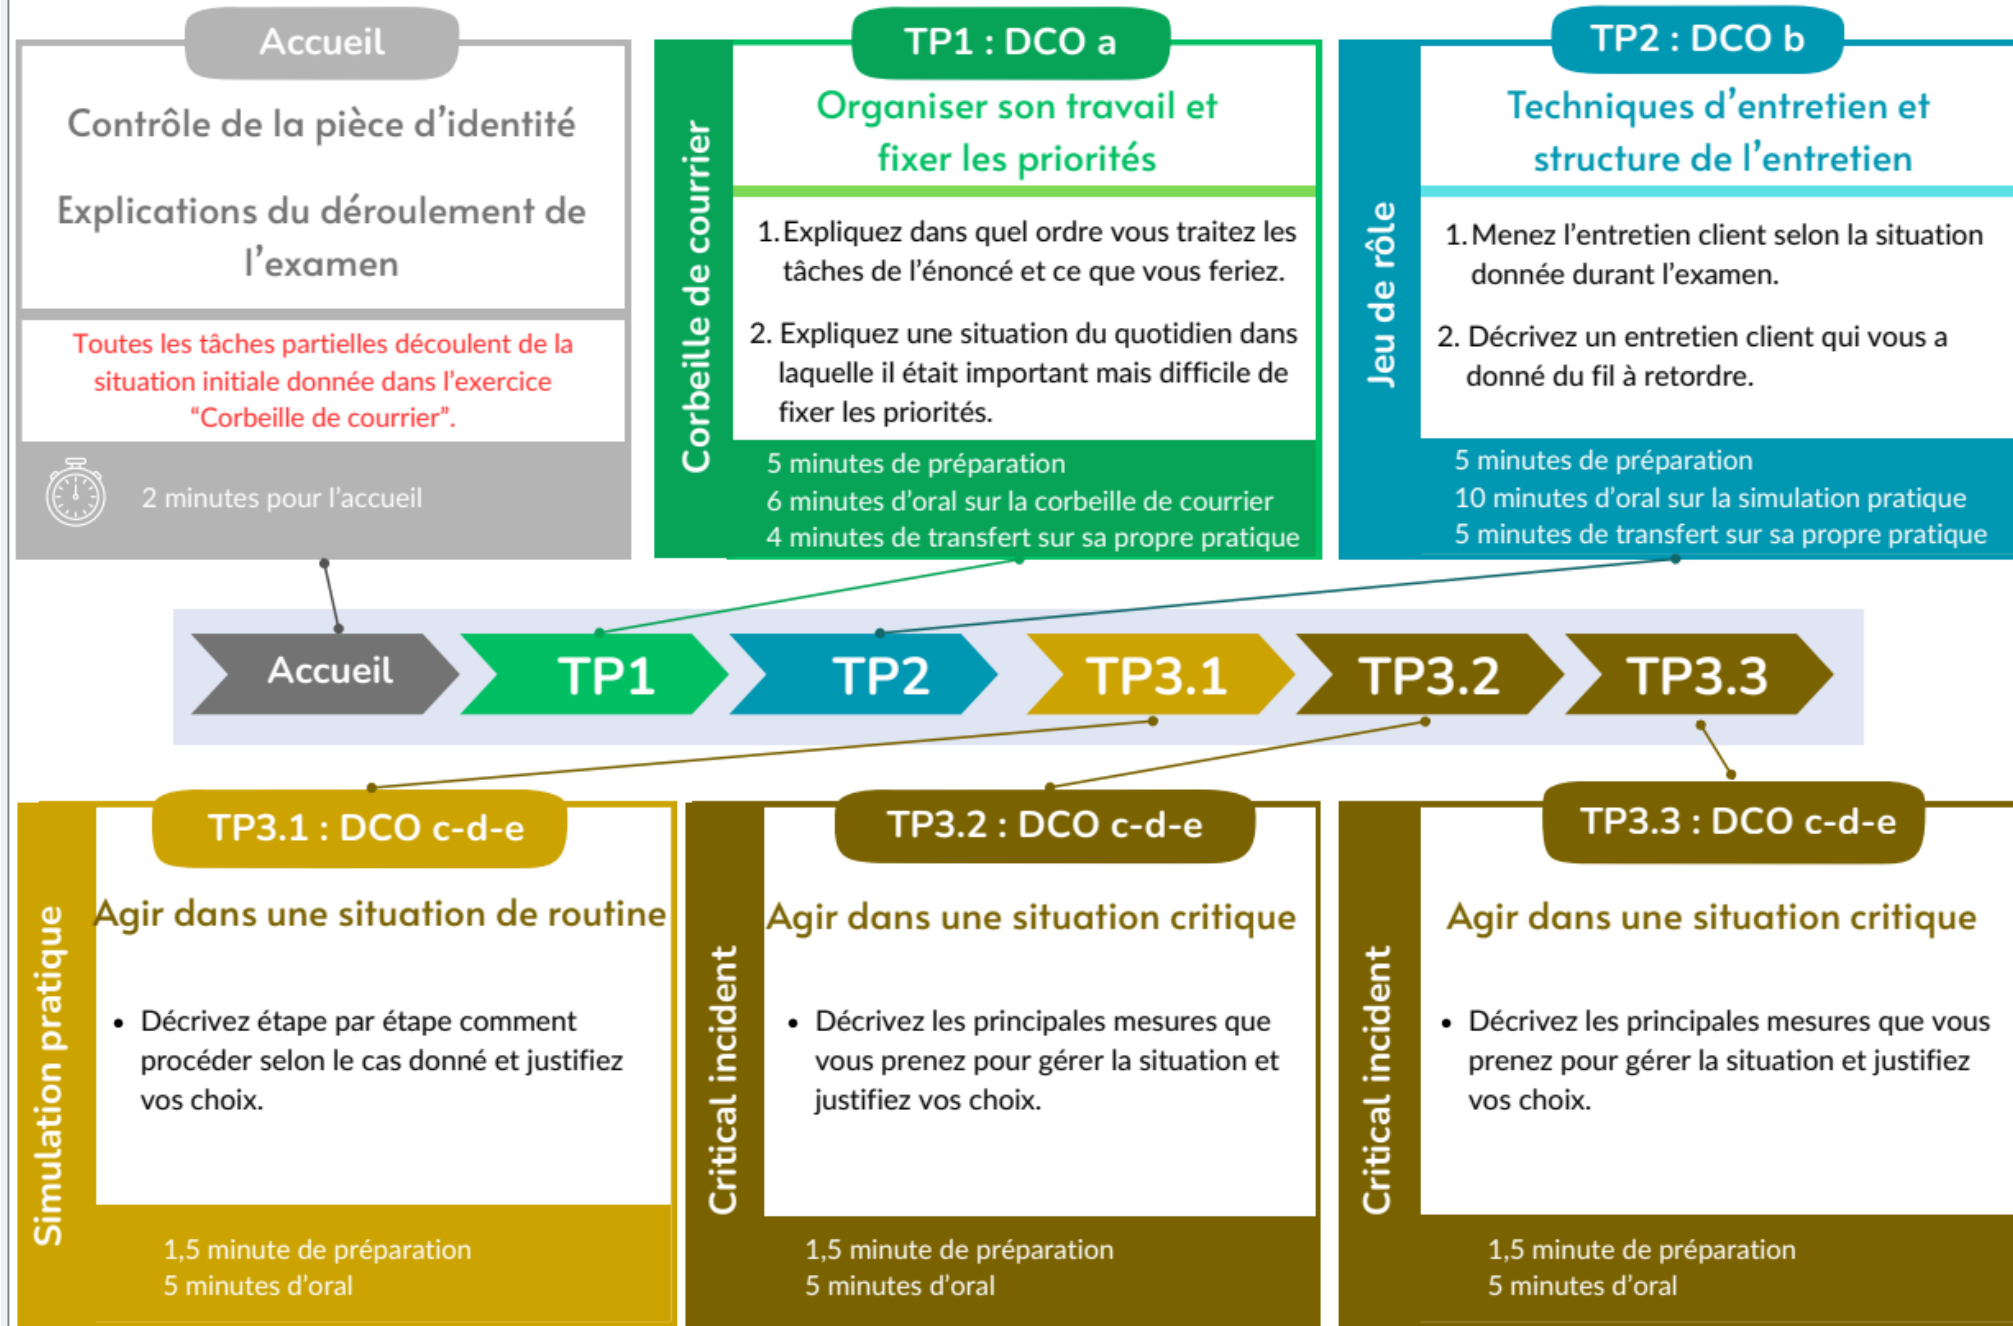 Accueil
Contrôle de la pièce d’identité
Explications du déroulement de
l’examen
Toutes les tâches partielles découlent de la
situation initiale donnée dans l’exercice
“Corbeille de courrier”.
2 minutes pour l’accueil
TP1 : DCO a
Corbeille de courrier
Organiser son travail et
fixer les priorités
1. Expliquez dans quel ordre vous traitez les
tâches de l’énoncé et ce que vous feriez.
2. Expliquez une situation du quotidien dans
laquelle il était important mais difficile de
fixer les priorités.
5 minutes de préparation
6 minutes d’oral sur la corbeille de courrier
4 minutes de transfert sur sa propre pratique
TP2 : DCO b
Jeu de rôle
Techniques d’entretien et
structure de l’entretien
1. Menez l’entretien client selon la situation
donnée durant l’examen.
2. Décrivez un entretien client qui vous a
donné du fil à retordre.
5 minutes de préparation
10 minutes d’oral sur la simulation pratique
5 minutes de transfert sur sa propre pratique
Accueil
TP1
TP2
TP3.1
TP3.2
TP3.3
TP3.1 : DCO c-d-e
Simulation pratique
Agir dans une situation de routine
• Décrivez étape par étape comment
procéder selon le cas donné et justifiez
vos choix.
1,5 minute de préparation
5 minutes d’oral
TP3.2 : DCO c-d-e
Critical incident
Agir dans une situation critique
• Décrivez les principales mesures que
vous prenez pour gérer la situation et
justifiez vos choix.
1,5 minute de préparation
5 minutes d’oral
TP3.3 : DCO c-d-e
Critical incident
Agir dans une situation critique
• Décrivez les principales mesures que vous
prenez pour gérer la situation et justifiez
vos choix.
1,5 minute de préparation
5 minutes d’oral